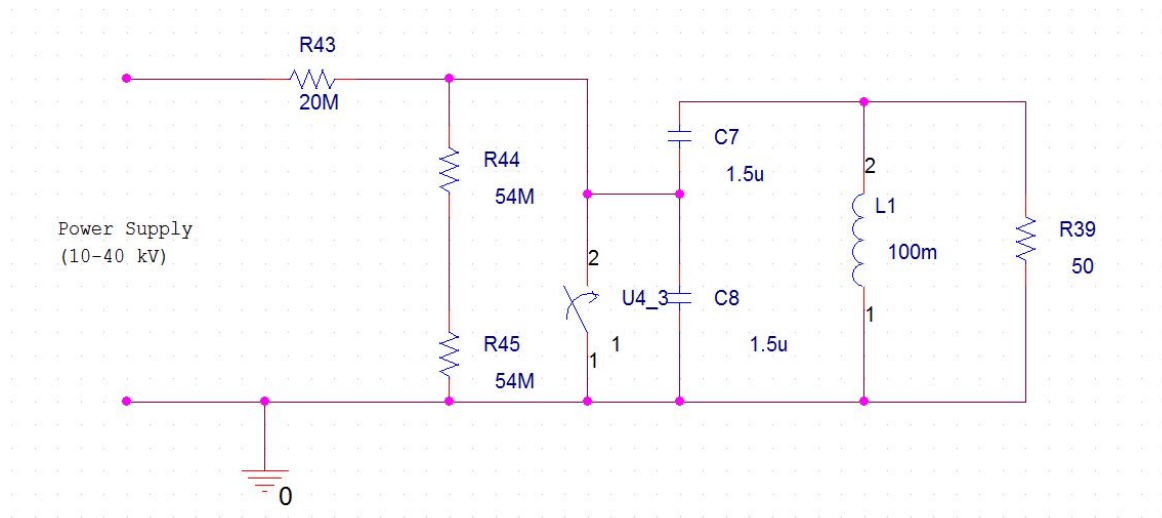 R43
20M
R44
54M
Power Supply
(10-40 kV)
R45
54M
2
U4_3
1
1
C7
1.5u
C8
1.5u
2
L1
100m
1
R39
50
0